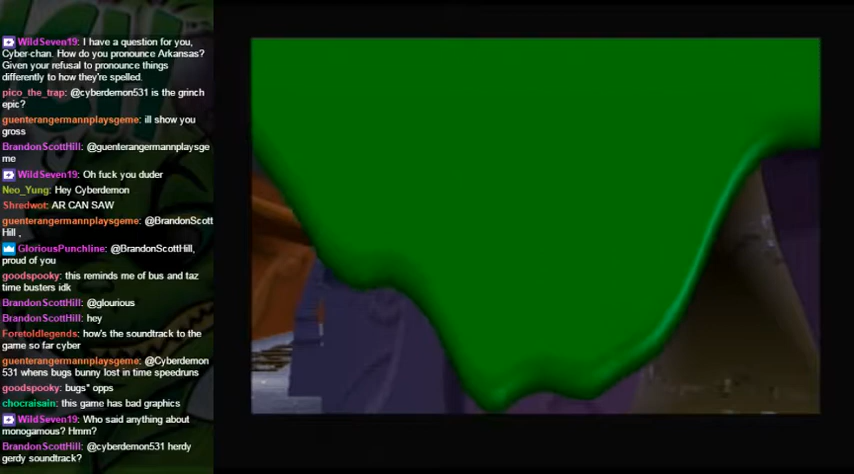 WildSeven19: I have a question for you,
Cyber-chan. How do you pronounce Arkansas?
Given your refusal to pronounce things
differently to how they're spelled.
pico_the_trap: @cyberdemon531 is the grinch
epic?
guenterangermannplaysgame: ill show you
gross
BrandonScottHill: @guenterangermannplaysge
me
WildSeven19: Oh fuck you duder
Neo_Yung: Hey Cyberdemon
Shredwot: AR CAN SAW
guenterangermannplaysgame: @BrandonScott
Hill ,
GloriousPunchline: @BrandonScottHill,
proud of you
goodspooky: this reminds me of bus and taz
time busters idk
BrandonScottHill: @glourious
BrandonScottHill: hey
Foretoldlegends: how's the soundtrack to the
game so far cyber
guenterangermannplaysgame: @Cyberdemon
531 whens bugs bunny lost in time speedruns
goodspooky: bugs* opps
chocraisain: this game has bad graphics
WildSeven19: Who said anything about
monogamous? Hmm?
BrandonScottHill: @cyberdemon531 herdy
gerdy soundtrack?